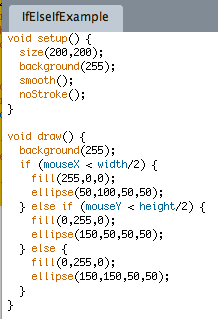 IfElseIfExample
void setup() {
  size(200,200);
  background(255);
  smooth();
  noStroke();
}
void draw() {
  background(255);
  if (mouseX < width/2) {
    fill(255,0,0);
    ellipse(50,100,50,50);
  } else if (mouseY < height/2) {
    fill(0,255,0);
    ellipse(150,50,50,50);
  } else {
    fill(0,255,0);
    ellipse(150,150,50,50);
  }
}